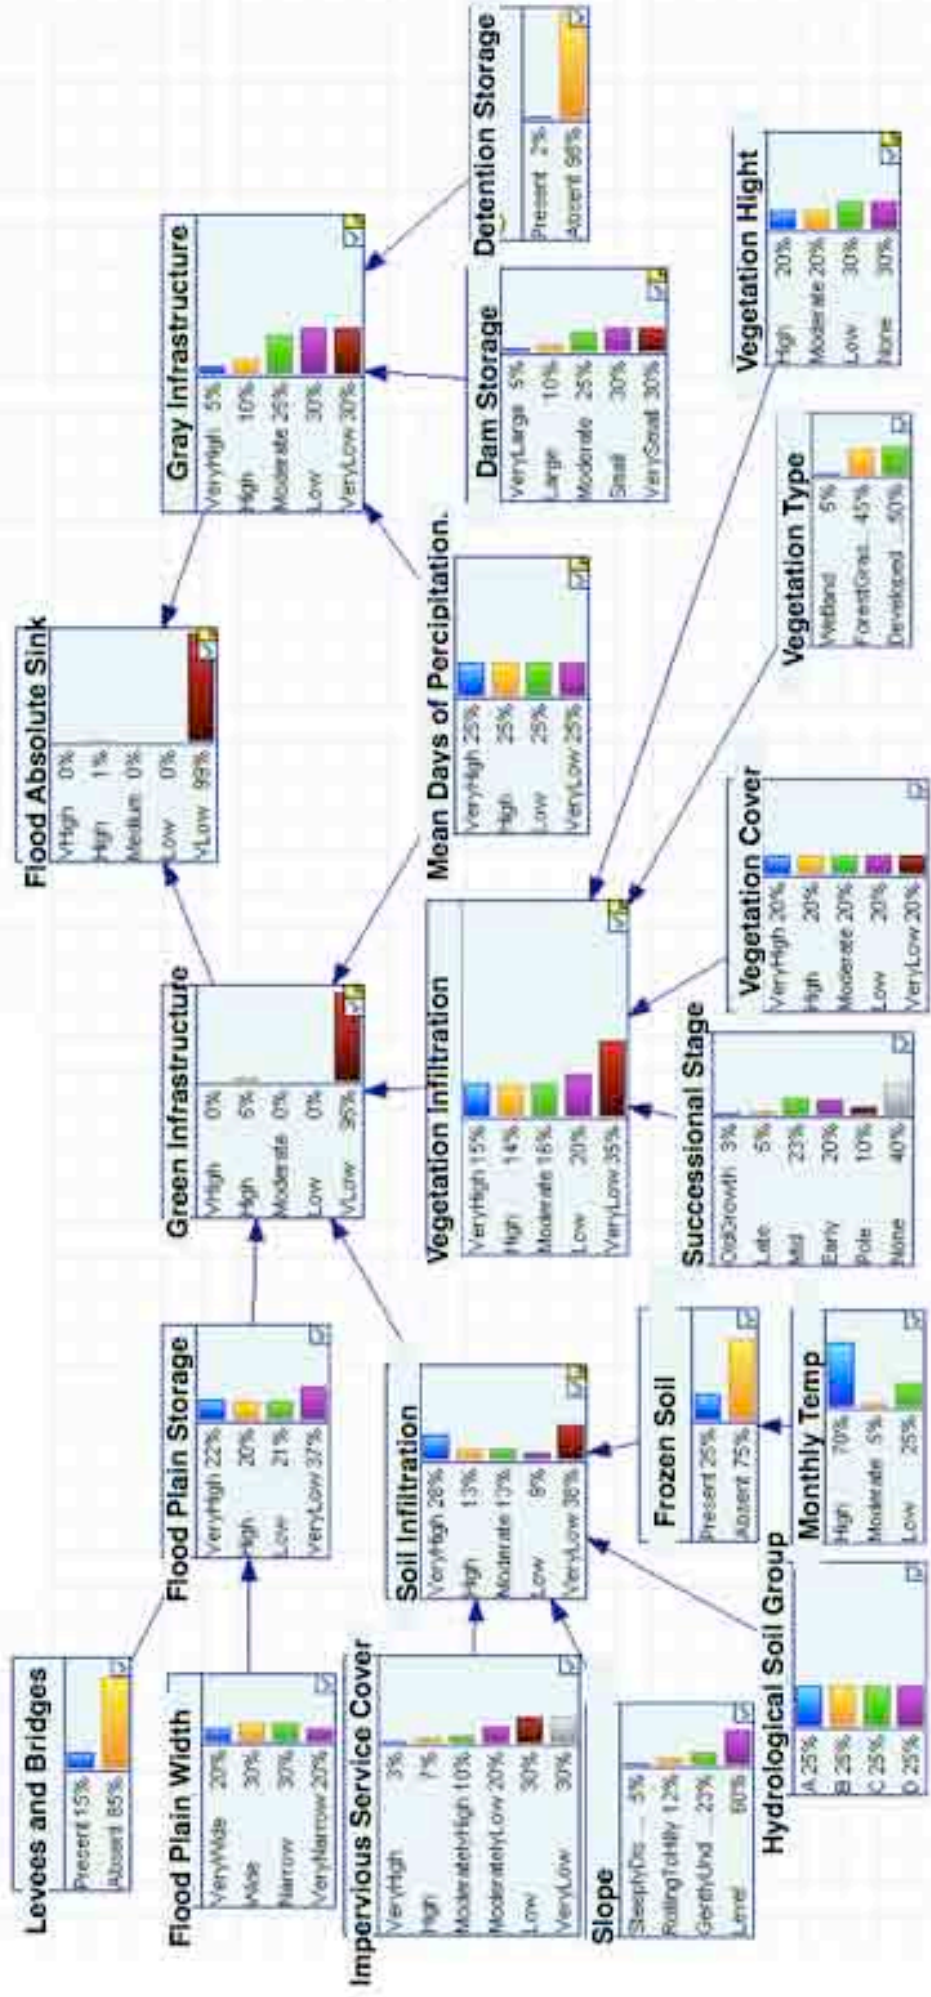 Levees and Bridges
Present 15%
Absent 85%
Flood Plain Width
VeryWide 20%
Wide 30%
Narrow 30%
VeryNarrow 20%
Impervious Service Cover
VeryHigh 3%
High 7%
ModeratelyHigh 10%
ModeratelyLow 20%
Low 30%
VeryLow 30%
Slope
SteeplyDis... 5%
RollingToHilly 12%
GentlyUnd... 23%
Level 60%
Hydrological Soil Group
A 25%
B 25%
C 25%
D 25%
Flood Plain Storage
VeryHigh 22%
High 20%
Low 21%
VeryLow 37%
Soil Infiltration
VeryHigh 28%
High 13%
Moderate 13%
Low 9%
VeryLow 38%
Frozen Soil
Present 25%
Absent 75%
Monthly Temp
High 70%
Moderate 5%
Low 25%
Green Infrastructure
VHigh 0%
High 5%
Moderate 0%
Low 0%
VLow 95%
Vegetation Infiltration
VeryHigh 15%
High 14%
Moderate 16%
Low 20%
VeryLow 35%
Successional Stage
OldGrowth 3%
Late 5%
Mid 23%
Early 20%
Pole 10%
None 40%
Vegetation Cover
VeryHigh 20%
High 20%
Moderate 20%
Low 20%
VeryLow 20%
Flood Absolute Sink
VHigh 0%
High 1%
Medium 0%
Low 0%
VLow 99%
Mean Days of Percipitation.
VeryHigh 25%
High 25%
Low 25%
VeryLow 25%
Vegetation Type
Wetland 5%
ForestGras... 45%
Developed ... 50%
Gray Infrastructure
VeryHigh 5%
High 10%
Moderate 25%
Low 30%
VeryLow 30%
Dam Storage
VeryLarge 5%
Large 10%
Moderate 25%
Small 30%
VerySmall 30%
Detention Storage
Present 2%
Absent 98%
Vegetation Hight
High 20%
Moderate 20%
Low 30%
None 30%